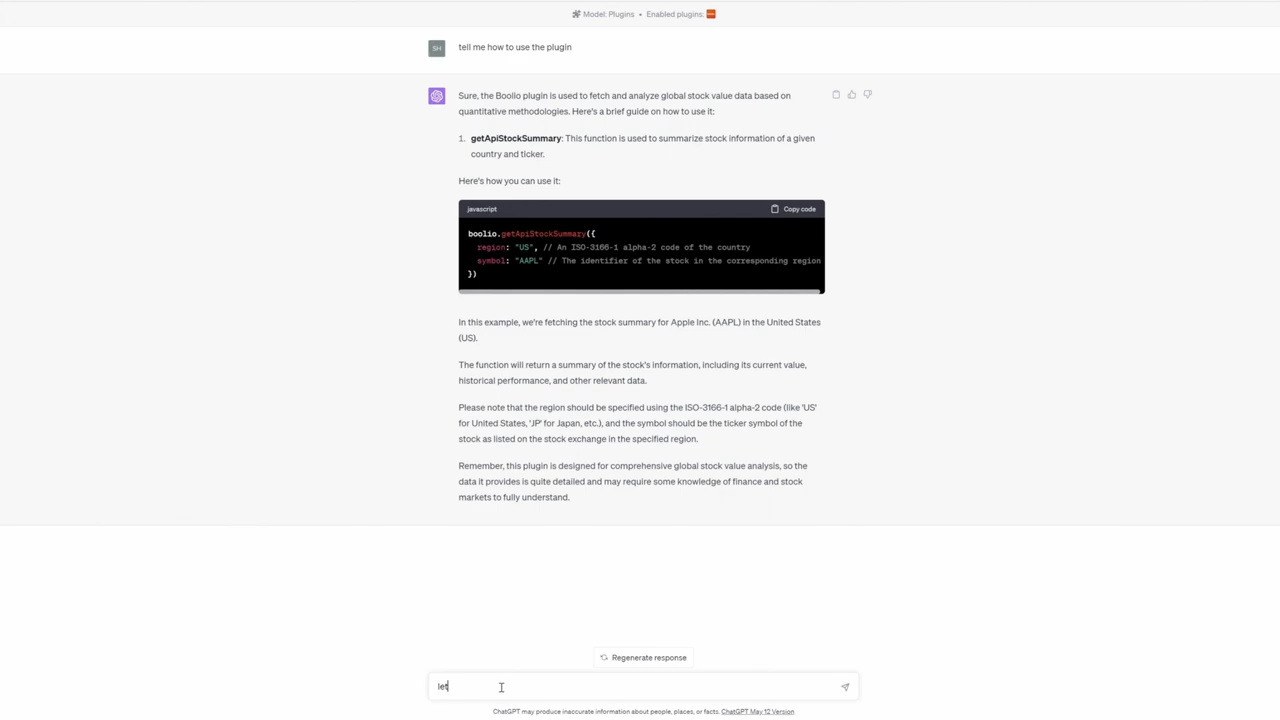 Model: Plugins • Enabled plugins:
SH
tell me how to use the plugin
Sure, the Boolio plugin is used to fetch and analyze global stock value data based on
quantitative methodologies. Here's a brief guide on how to use it:
1. getApiStockSummary: This function is used to summarize stock information of a given
country and ticker.
Here's how you can use it:
javascript
Copy code
boolio.getApiStockSummary({
region: "US", // An ISO-3166-1 alpha-2 code of the country
symbol: "AAPL" // The identifier of the stock in the corresponding region
})
In this example, we're fetching the stock summary for Apple Inc. (AAPL) in the United States
(US).
The function will return a summary of the stock's information, including its current value,
historical performance, and other relevant data.
Please note that the region should be specified using the ISO-3166-1 alpha-2 code (like 'US'
for United States, 'JP' for Japan, etc.), and the symbol should be the ticker symbol of the
stock as listed on the stock exchange in the specified region.
Remember, this plugin is designed for comprehensive global stock value analysis, so the
data it provides is quite detailed and may require some knowledge of finance and stock
markets to fully understand.
Regenerate response
let
ChatGPT may produce inaccurate information about people, places, or facts. ChatGPT May 12 Version